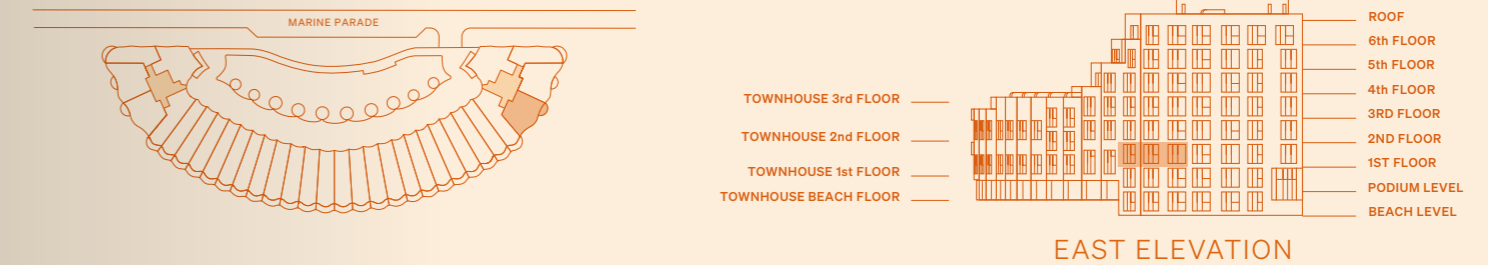 MARINE PARADE
TOWNHOUSE 3rd FLOOR
TOWNHOUSE 2nd FLOOR
TOWNHOUSE 1st FLOOR
TOWNHOUSE BEACH FLOOR
ROOF
6th FLOOR
5th FLOOR
4th FLOOR
3RD FLOOR
2ND FLOOR
1ST FLOOR
PODIUM LEVEL
BEACH LEVEL
EAST ELEVATION